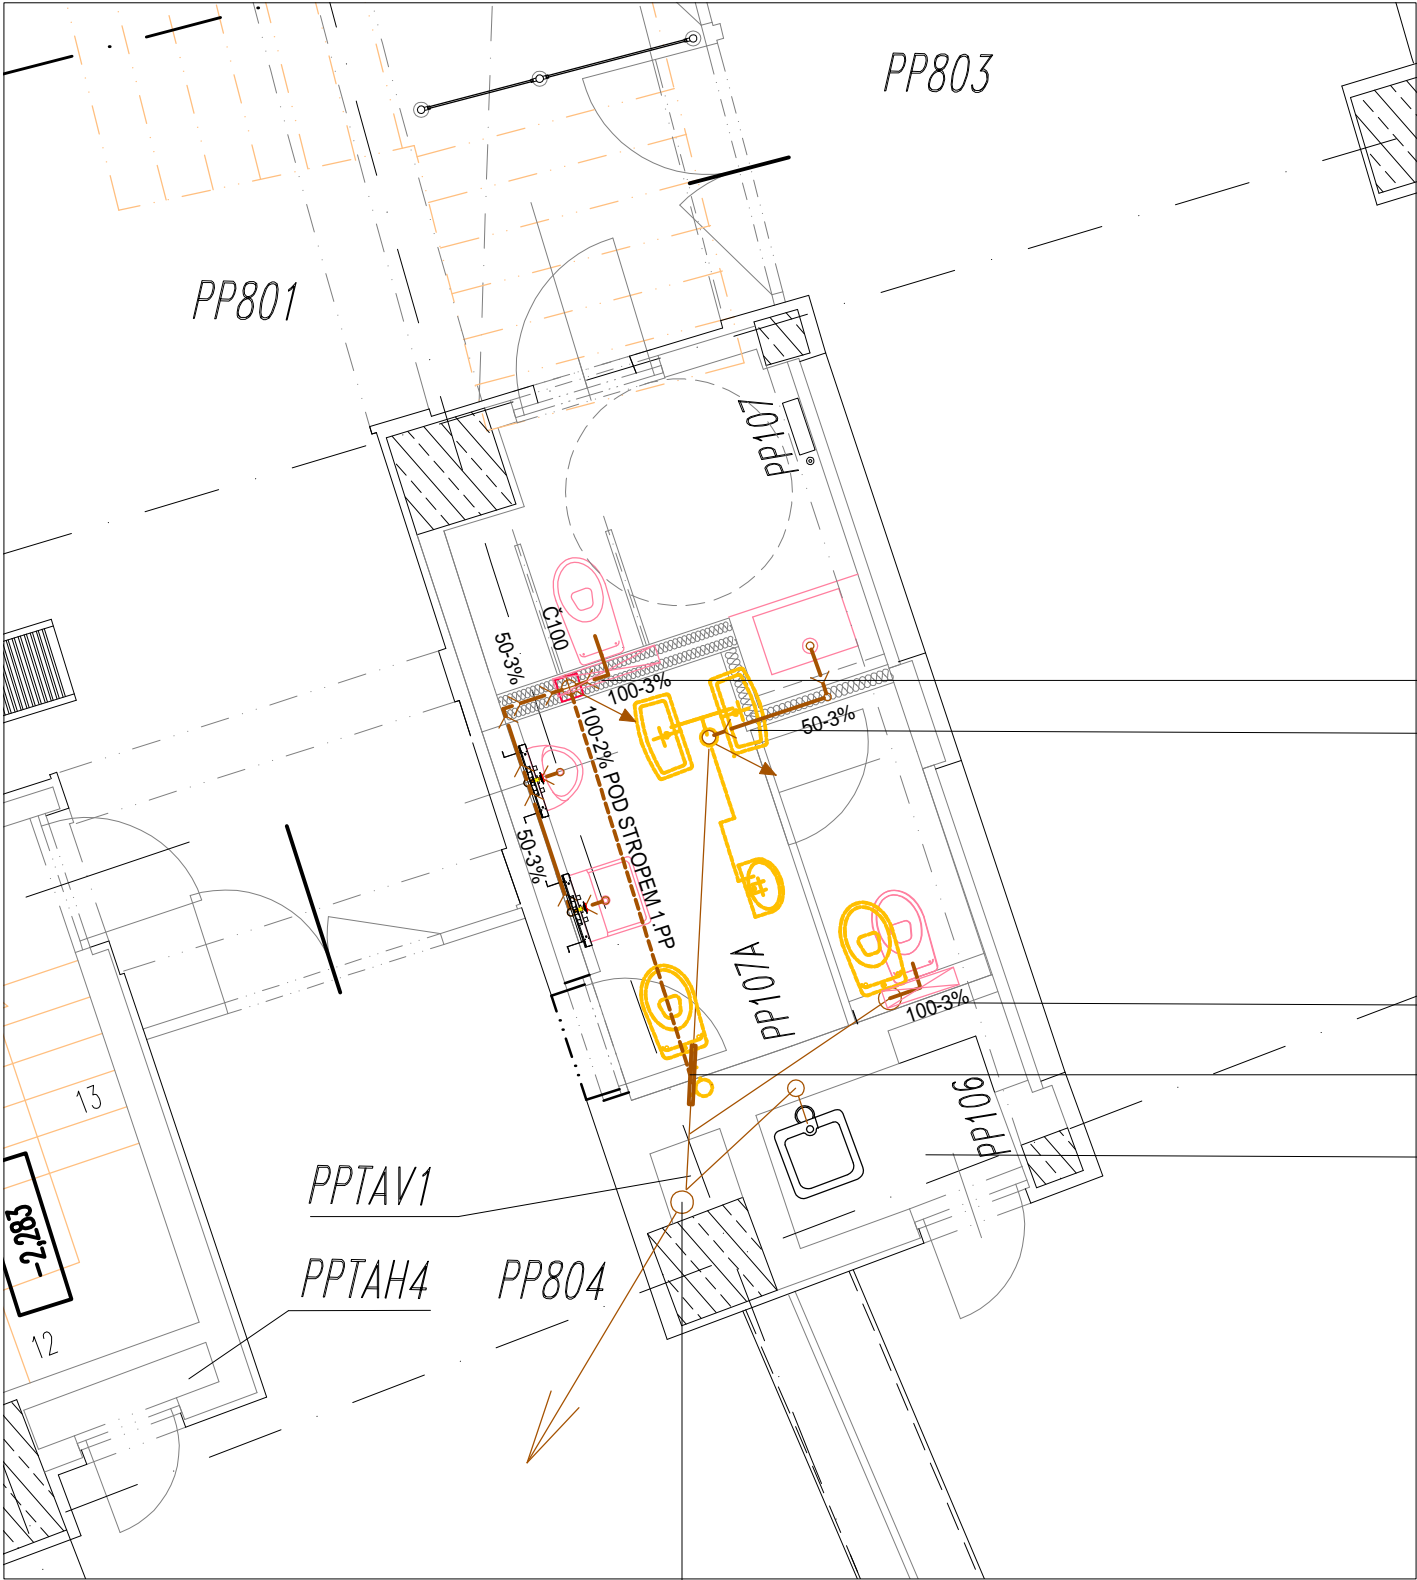 PP803
PP801
PP107
Č100
50-3%
100-3%
50-3%
100-2% POD STROPEM 1.PP
50-3%
PP107A
100-3%
13
PP106
PPTAV1
-2,283
PPTAH4
PP804
12